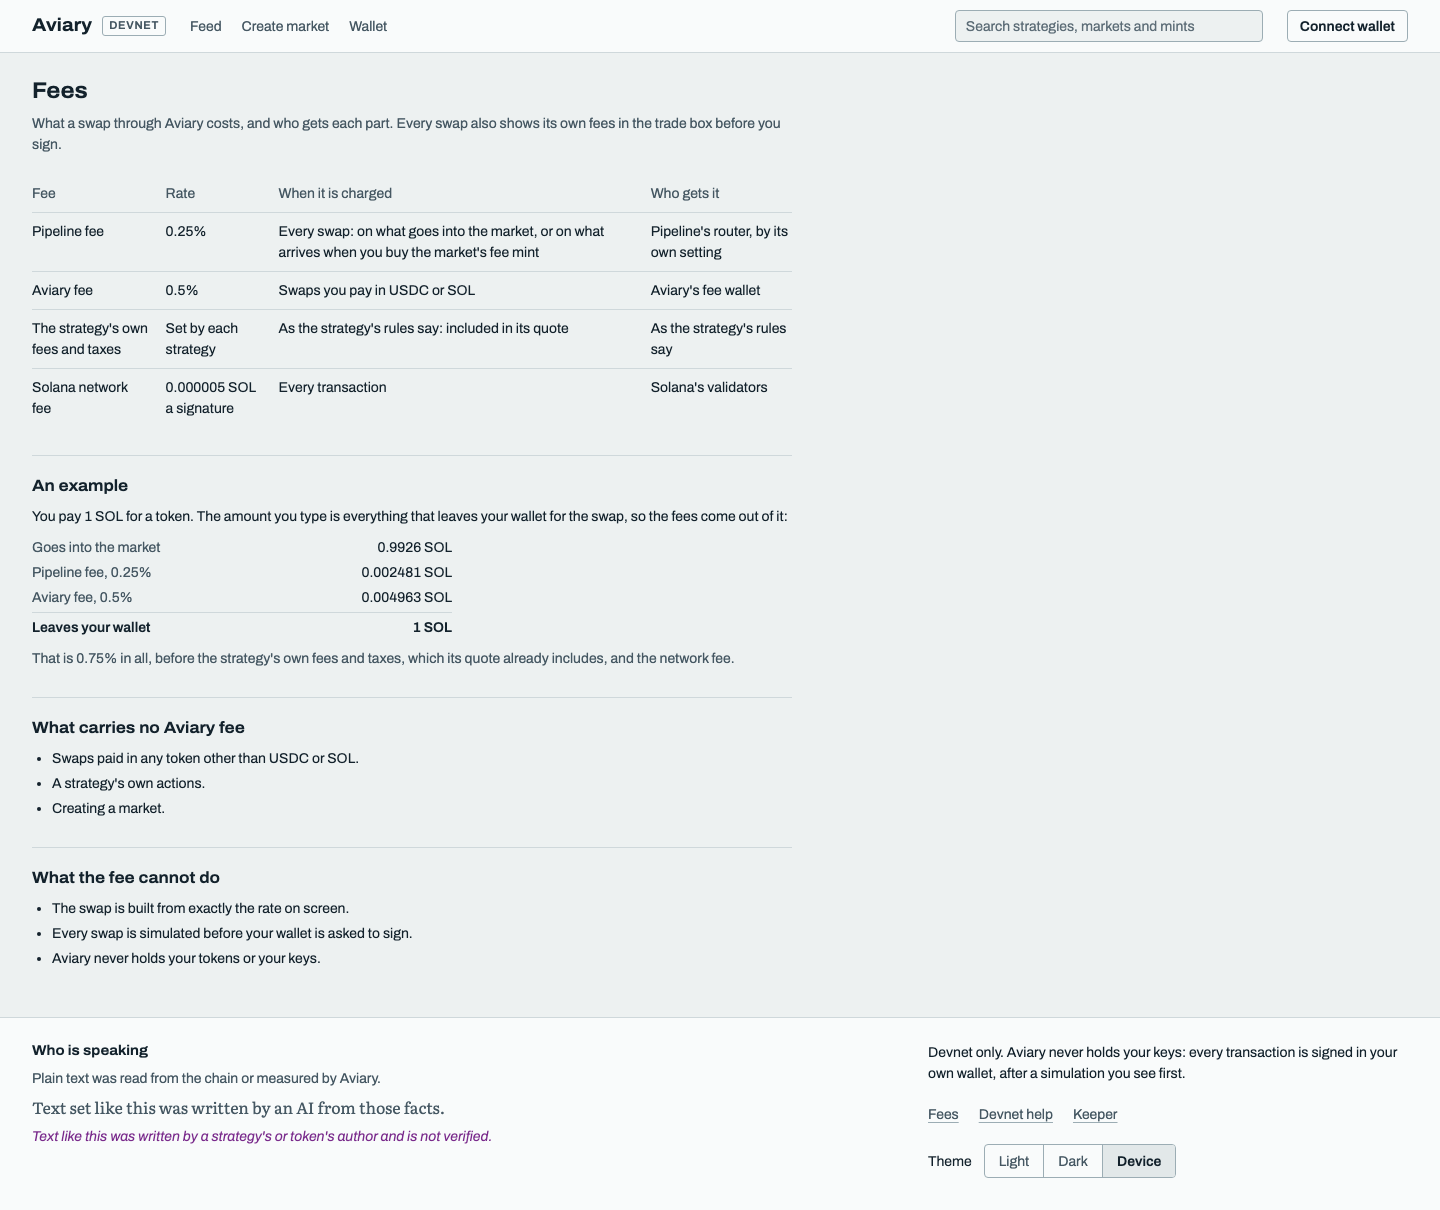 Aviary DEVNET Feed Create market Wallet Search strategies, markets and mints Connect wallet
Fees
What a swap through Aviary costs, and who gets each part. Every swap also shows its own fees in the trade box before you
sign.
Fee Rate When it is charged Who gets it
Pipeline fee 0.25% Every swap: on what goes into the market, or on what Pipeline's router, by its
arrives when you buy the market's fee mint own setting
Aviary fee 0.5% Swaps you pay in USDC or SOL Aviary's fee wallet
The strategy's own Set by each As the strategy's rules say: included in its quote As the strategy's rules
fees and taxes strategy say
Solana network 0.000005 SOL Every transaction Solana's validators
fee a signature
An example
You pay 1 SOL for a token. The amount you type is everything that leaves your wallet for the swap, so the fees come out of it:
Goes into the market 0.9926 SOL
Pipeline fee, 0.25% 0.002481 SOL
Aviary fee, 0.5% 0.004963 SOL
Leaves your wallet 1 SOL
That is 0.75% in all, before the strategy's own fees and taxes, which its quote already includes, and the network fee.
What carries no Aviary fee
• Swaps paid in any token other than USDC or SOL.
• A strategy's own actions.
• Creating a market.
What the fee cannot do
• The swap is built from exactly the rate on screen.
• Every swap is simulated before your wallet is asked to sign.
• Aviary never holds your tokens or your keys.
Who is speaking
Plain text was read from the chain or measured by Aviary.
Text set like this was written by an AI from those facts.
Text like this was written by a strategy's or token's author and is not verified.
Devnet only. Aviary never holds your keys: every transaction is signed in your
own wallet, after a simulation you see first.
Fees Devnet help Keeper
Theme Light Dark Device